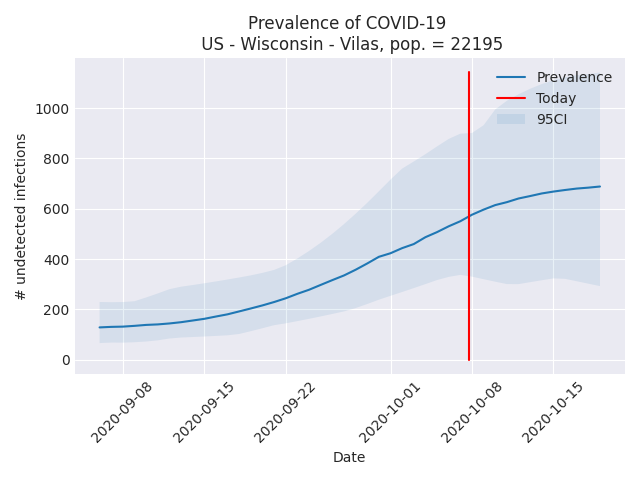 Prevalence of COVID-19
US - Wisconsin - Vilas, pop. = 22195
Prevalence
Today
95CI
# undetected infections
1000
800
600
400
200
0
2020-09-08
2020-09-15
2020-09-22
2020-10-01
2020-10-08
2020-10-15
Date